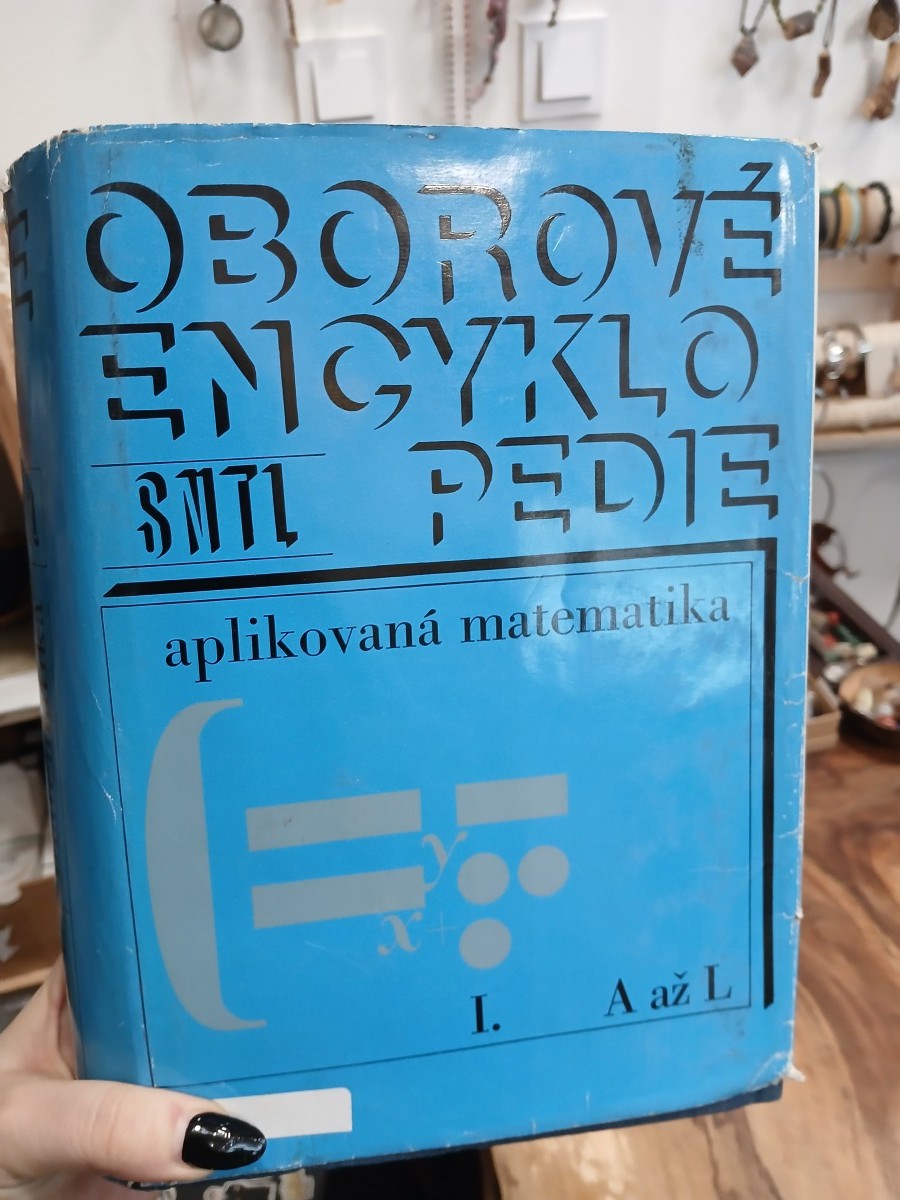 OBOROVÉ
ENCYKLO
PEDIE
SNTL
aplikovaná matematika
(=
y
x+
I.
A až L